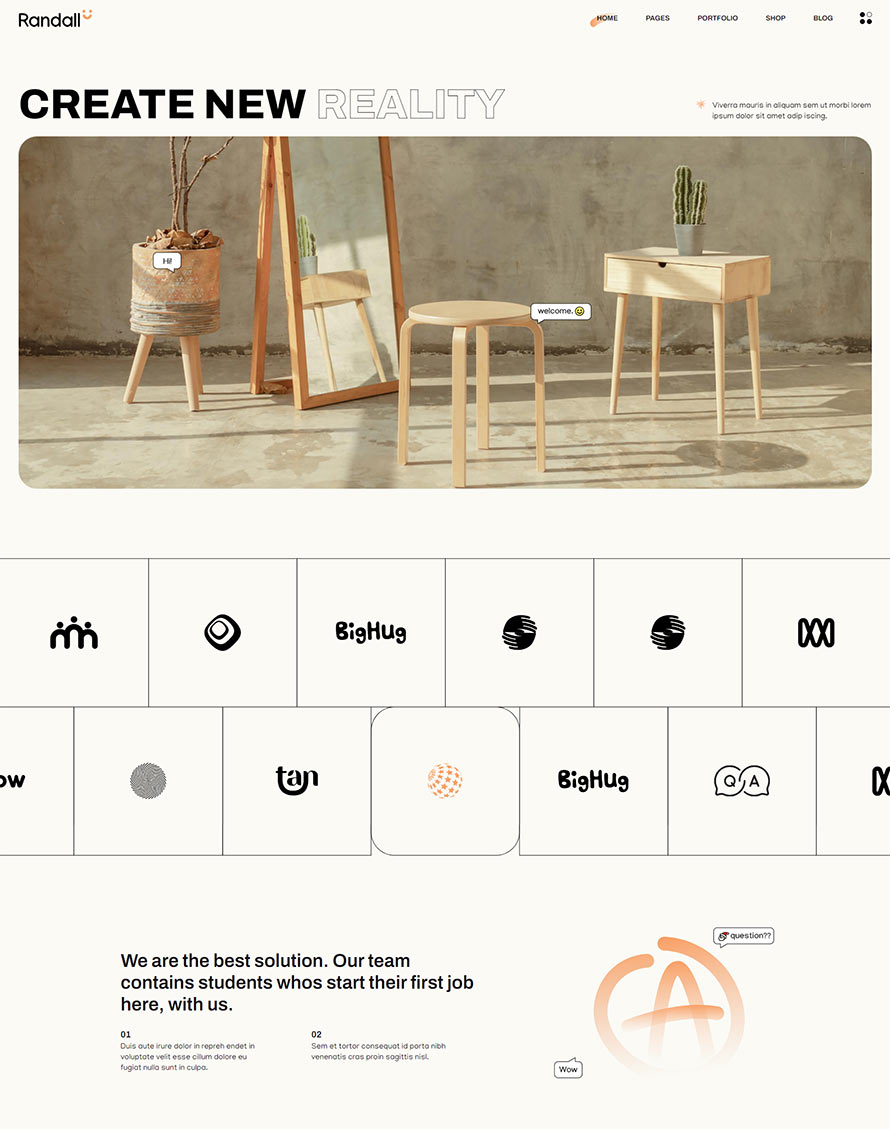 Randall
HOME PAGES PORTFOLIO SHOP BLOG
CREATE NEW REALITY
Viverra mauris in aliquam sem ut morbi lorem
ipsum dolor sit amet adip iscing.
Hi!
welcome.
BigHug
ow
tan
BigHug
Q A
question??
We are the best solution. Our team
contains students whos start their first job
here, with us.
01
Duis aute irure dolor in repreh endet in
voluptate velit esse cillum dolore eu
fugiat nulla sunt in culpa.
02
Sem et tortor consequat id porta nibh
venenatis cras proin sagittis nisl.
A
Wow